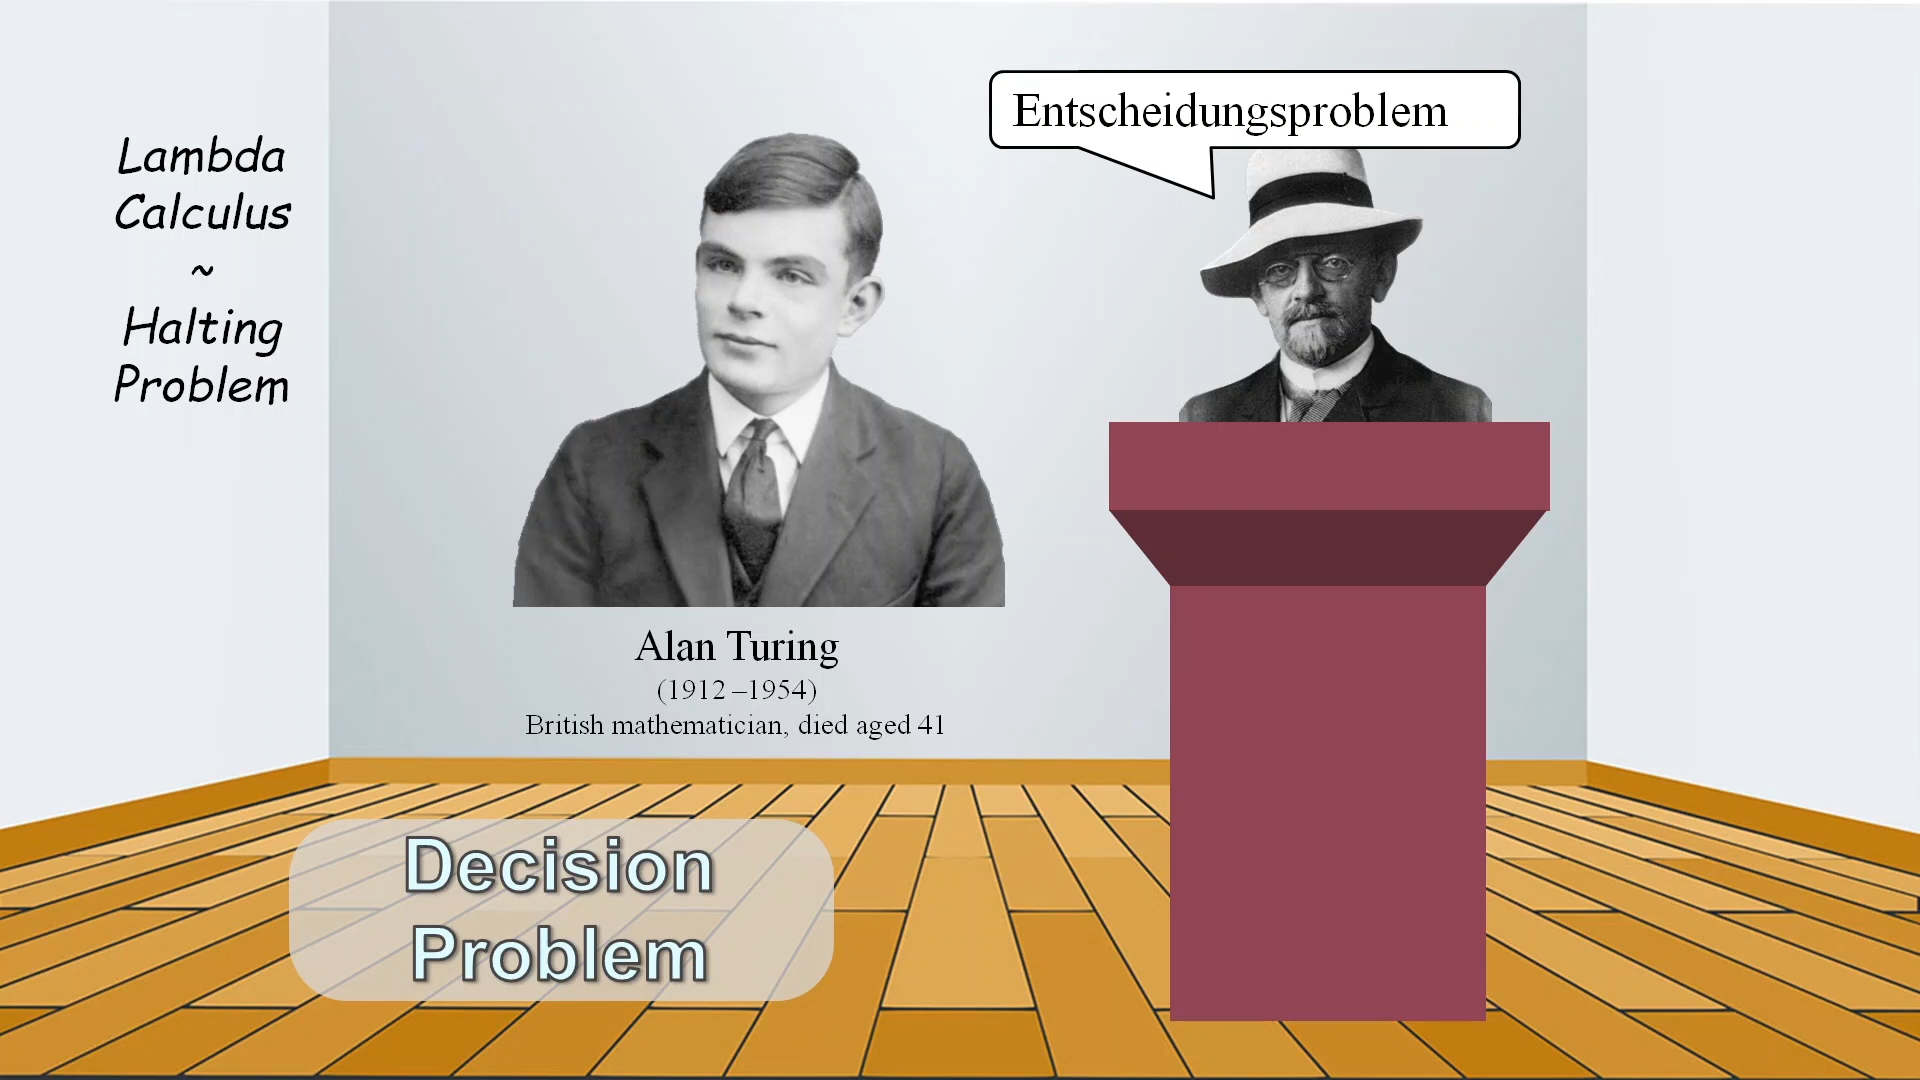 Lambda
Calculus
~
Halting
Problem
Entscheidungsproblem
Alan Turing
(1912 –1954)
British mathematician, died aged 41
Decision
Problem